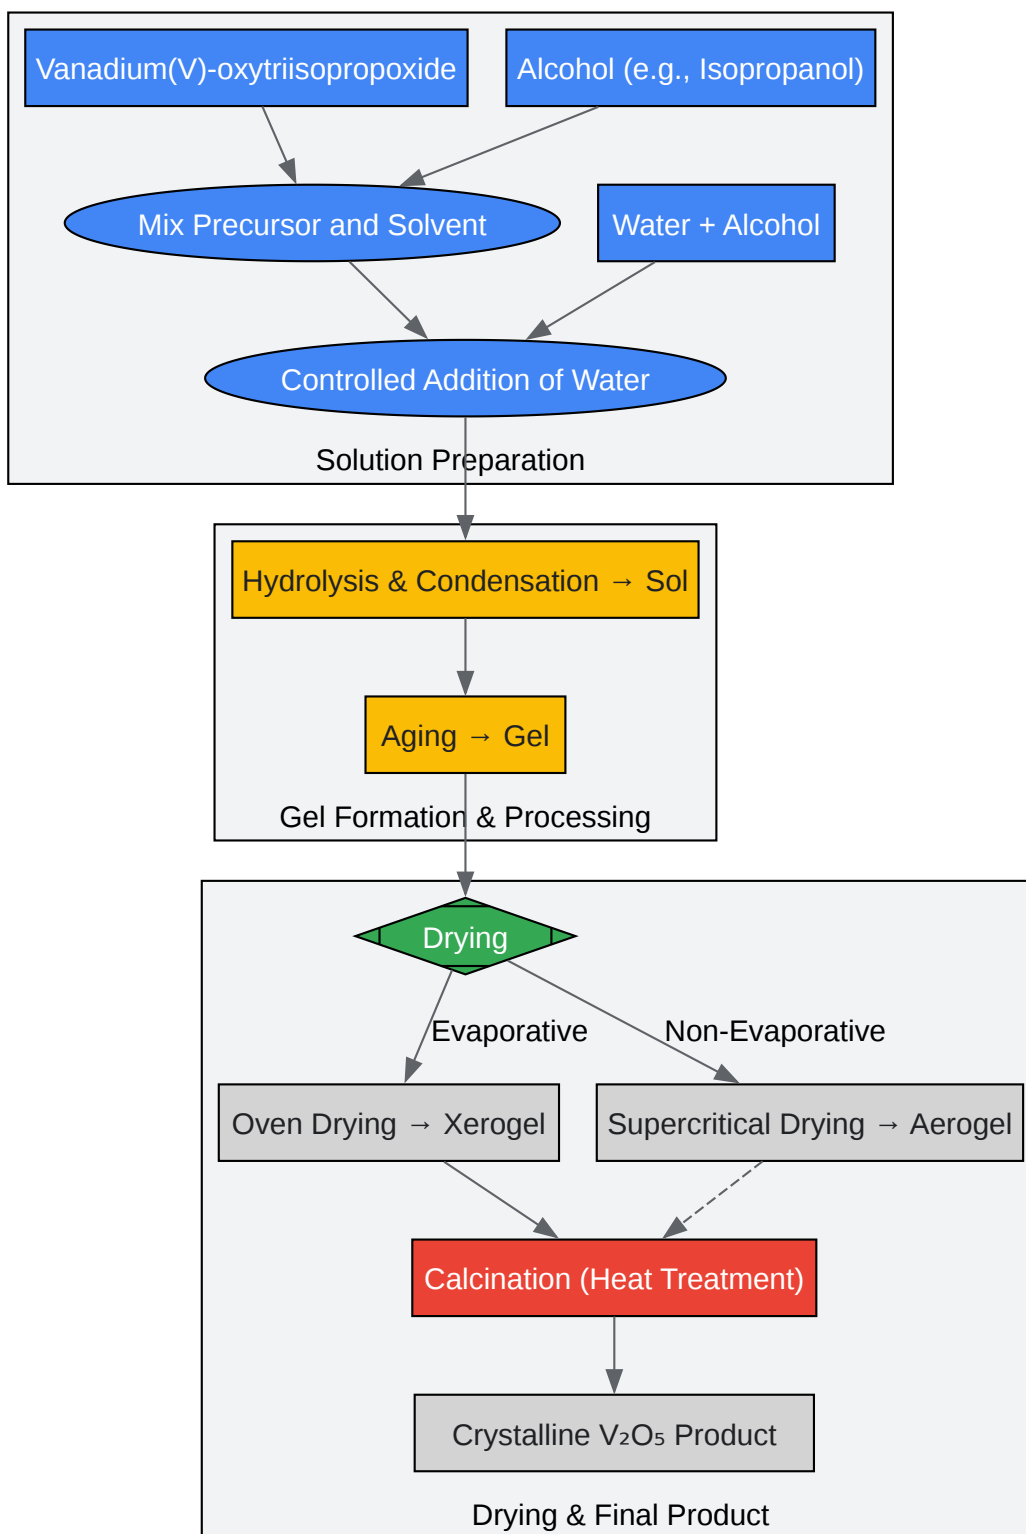 Vanadium(V)-oxytriisopropoxide
Alcohol (e.g., Isopropanol)
Mix Precursor and Solvent
Water + Alcohol
Controlled Addition of Water
Solution Preparation
Hydrolysis & Condensation → Sol
Aging → Gel
Gel Formation & Processing
Drying
Evaporative
Non-Evaporative
Oven Drying → Xerogel
Supercritical Drying → Aerogel
Calcination (Heat Treatment)
Crystalline V₂O₅ Product
Drying & Final Product